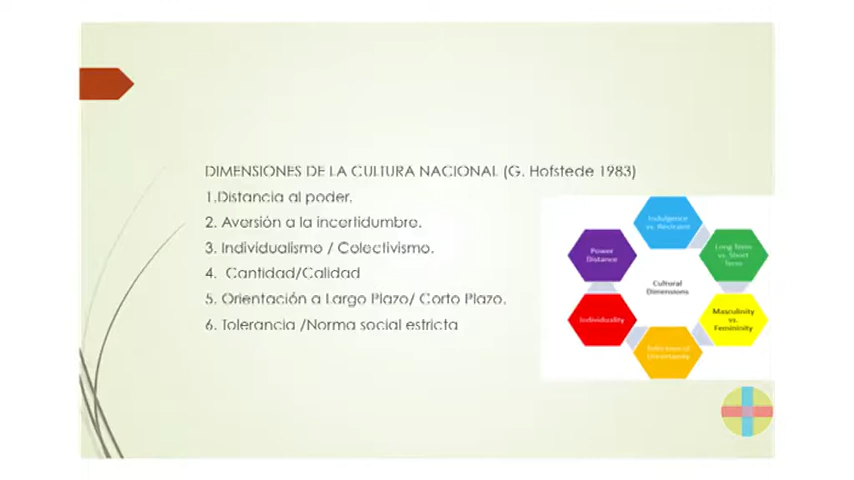 DIMENSIONES DE LA CULTURA NACIONAL (G. Hofstede 1983)
1.Distancia al poder.
2. Aversión a la incertidumbre.
3. Individualismo / Colectivismo.
4. Cantidad/Calidad
5. Orientación a Largo Plazo/ Corto Plazo.
6. Tolerancia /Norma social estricta
Indulgence
vs. Restraint
Power
Distance
Long Term
vs. Short
Term
Cultural
Dimensions
Individuality
Masculinity
vs.
Femininity
Uncertainty